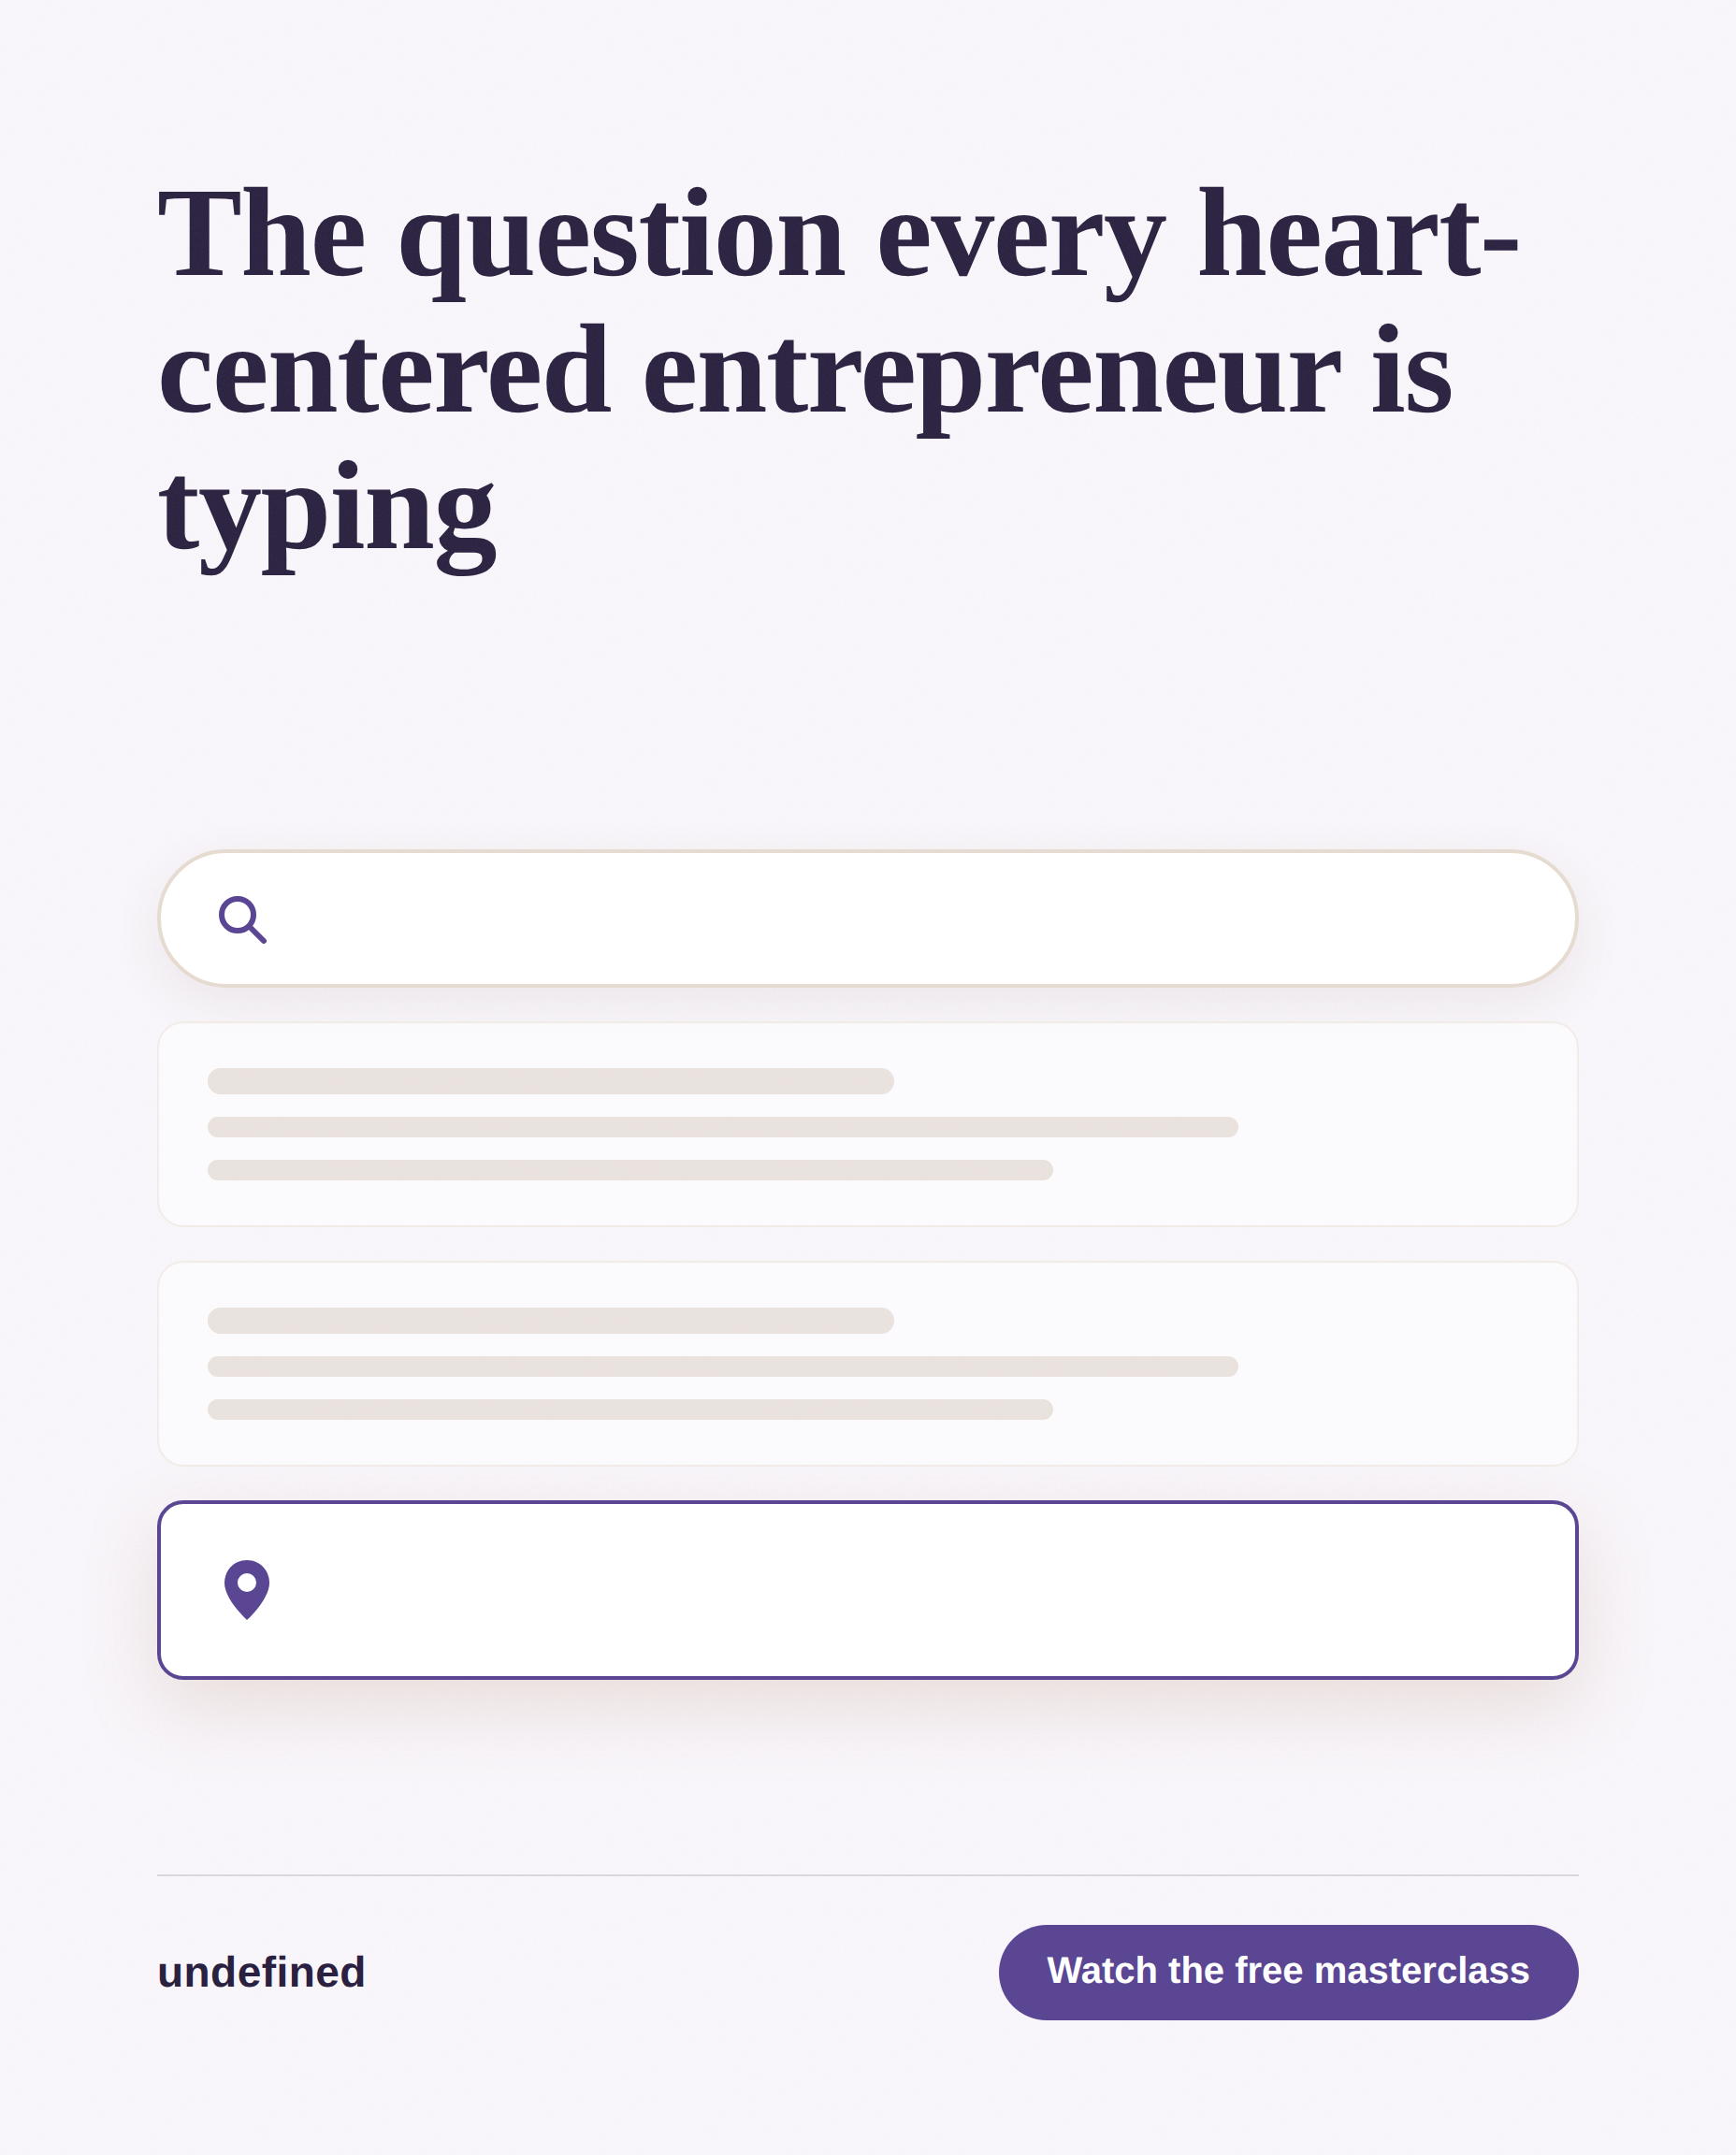 The question every heart-
centered entrepreneur is
typing
undefined
Watch the free masterclass